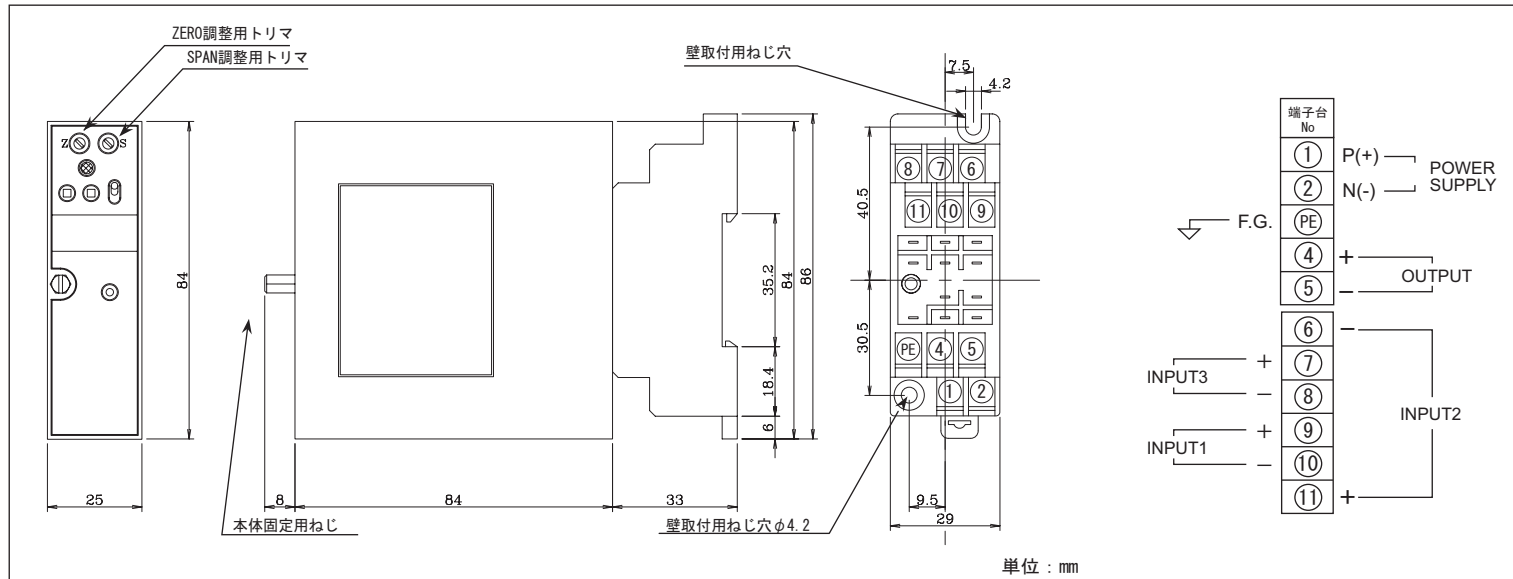 ZERO調整用トリマ
SPAN調整用トリマ
Z
S
84
25
8
84
33
本体固定用ねじ
35.2
84
86
18.4
6
壁取付用ねじ穴
7.5
4.2
40.5
30.5
8 7 6
11 10 9
PE 4 5
1 2
9.5
29
壁取付用ねじ穴φ4.2
単位：mm
端子台
No
① P(+)
② N(-)
POWER
SUPPLY
F.G. PE
④ +
⑤ −
OUTPUT
⑥ −
INPUT3
+ ⑦
− ⑧
INPUT2
INPUT1
+ ⑨
− ⑩
⑪ +